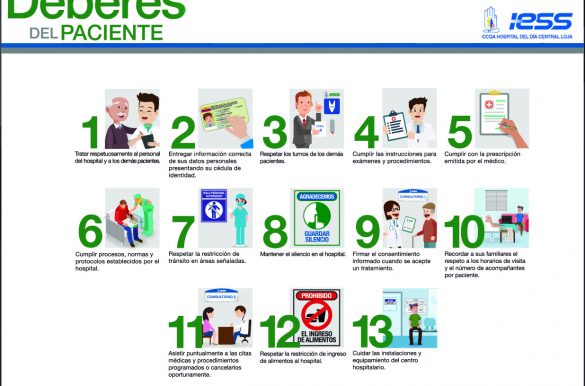 Deberes
DEL PACIENTE
IESS
CCQA HOSPITAL DEL DÍA CENTRAL LOJA
1
Tratar respetuosamente al personal
del hospital y a los demás pacientes.
2
Entregar información correcta
de sus datos personales
presentando su cédula de
identidad.
3
Respetar los turnos de los demás
pacientes.
4
Cumplir las instrucciones para
exámenes y procedimientos.
5
Cumplir con la prescripción
emitida por el médico.
6
Cumplir procesos, normas y
protocolos establecidos por el
hospital.
7
SOLO PERSONAL
AUTORIZADO
Respetar la restricción de
tránsito en áreas señaladas.
8
AGRADECEMOS
GUARDAR
SILENCIO
Mantener el silencio en el hospital.
9
CONSULTORIO 1
Firmar el consentimiento
informado cuando se acepte
un tratamiento.
10
Recordar a sus familiares el
respeto a los horarios de visita
y el número de acompañantes
por paciente.
11
CONSULTORIO 2
Asistir puntualmente a las citas
médicas y procedimientos
programados o cancelarlos
oportunamente.
12
PROHIBIDO
EL INGRESO
DE ALIMENTOS
Respetar la restricción de ingreso
de alimentos al hospital.
13
Cuidar las instalaciones y
equipamiento del centro
hospitalario.